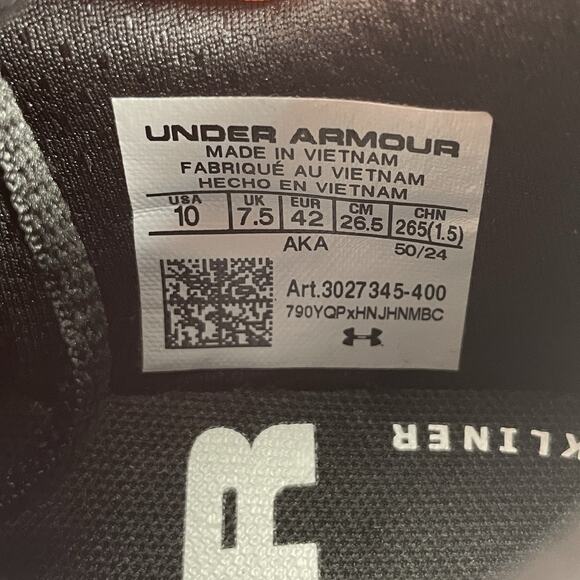 UNDER ARMOUR
MADE IN VIETNAM
FABRIQUÉ AU VIETNAM
HECHO EN VIETNAM
USA UK EUR CM CHN
10 7.5 42 26.5 265(1.5)
AKA 50/24
Art.3027345-400
790YQPxHNJHNMBC
KLINER
R